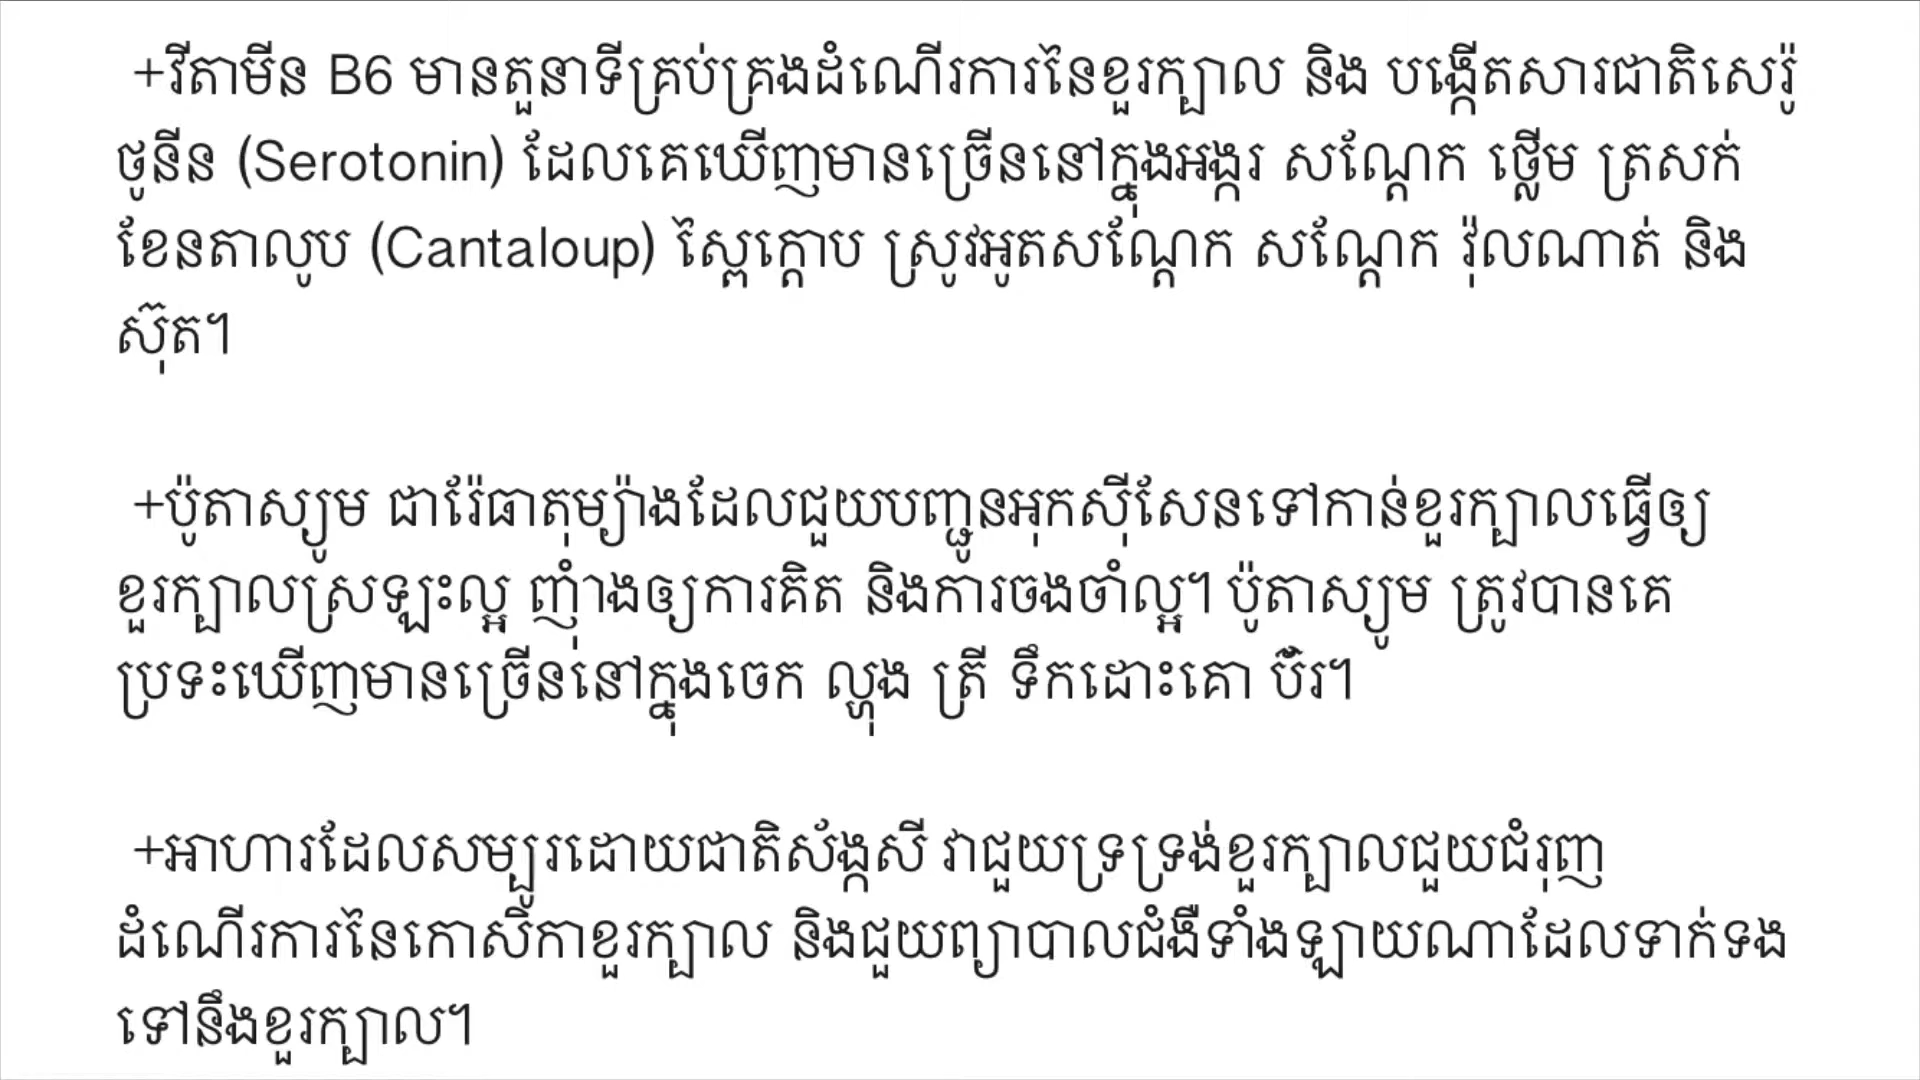 +វីតាមីន B6 មានតួនាទីគ្រប់គ្រងដំណើរការនៃខួរក្បាល និង បង្កើតសារជាតិសេរ៉ូ
ថូនីន (Serotonin) ដែលគេឃើញមានច្រើននៅក្នុងអង្ករ សណ្តែក ថ្លើម ត្រសក់
ខែនតាលូប (Cantaloup) ស្ពៃក្តោប ស្រូវអូតសណ្តែក សណ្តែក វ៉ុលណាត់ និង
ស៊ុត។
+ប៉ូតាស្យូម ជារ៉ែធាតុម្យ៉ាងដែលជួយបញ្ជូនអុកស៊ីសែនទៅកាន់ខួរក្បាលធ្វើឲ្យ
ខួរក្បាលស្រឡះល្អ ញុំាងឲ្យការគិត និងការចងចាំល្អ។ ប៉ូតាស្យូម ត្រូវបានគេ
ប្រទះឃើញមានច្រើននៅក្នុងចេក ល្ហុង ត្រី ទឹកដោះគោ ប៊័រ។
+អាហារដែលសម្បូរដោយជាតិស័ង្កសី វាជួយទ្រទ្រង់ខួរក្បាលជួយជំរុញ
ដំណើរការនៃកោសិកាខួរក្បាល និងជួយព្យាបាលជំងឺទាំងឡាយណាដែលទាក់ទង
ទៅនឹងខួរក្បាល។